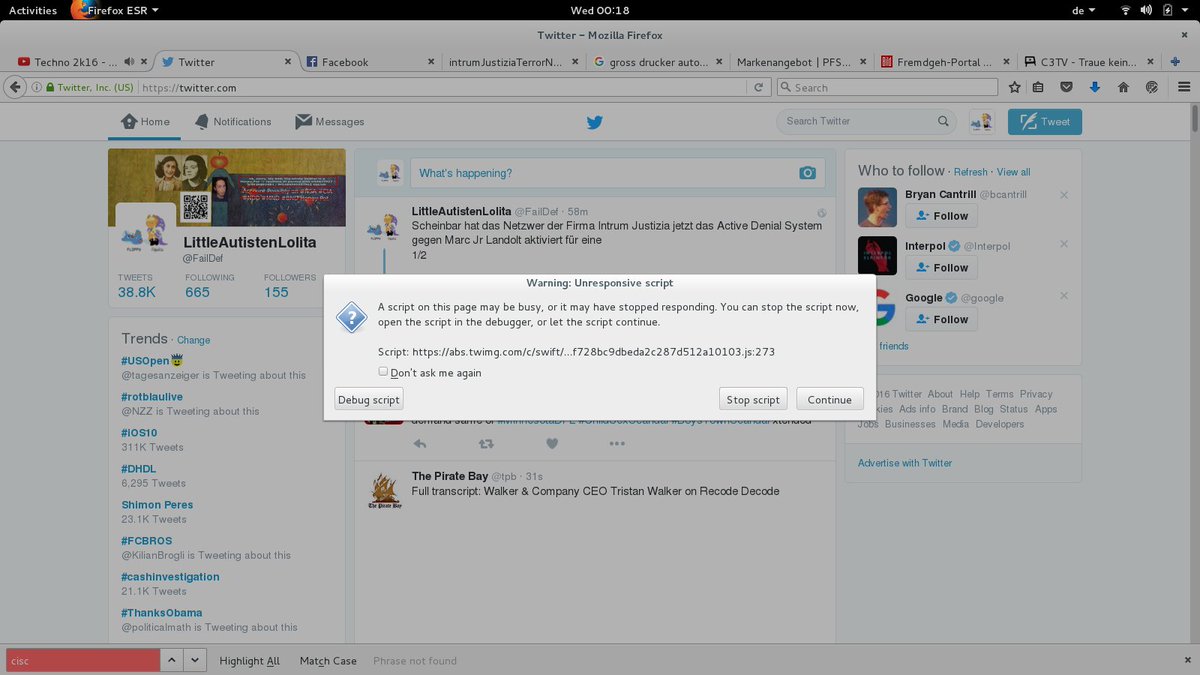 Activities
Firefox ESR
Wed 00:18
de
Twitter - Mozilla Firefox
Techno 2k16 - ...
Twitter
Facebook
intrumJustiziaTerrorN...
gross drucker auto...
Markenangebot | PFS...
Fremdgeh-Portal ...
C3TV - Traue kein...
Twitter, Inc. (US)
https://twitter.com
Search
Home
Notifications
Messages
Search Twitter
Tweet
LittleAutistenLolita
@FailDef
TWEETS
FOLLOWING
FOLLOWERS
38.8K
665
155
Trends · Change
#USOpen
@tagesanzeiger is Tweeting about this
#rotblaulive
@NZZ is Tweeting about this
#iOS10
311K Tweets
#DHDL
6,295 Tweets
Shimon Peres
23.1K Tweets
#FCBROS
@KilianBrogli is Tweeting about this
#cashinvestigation
21.1K Tweets
#ThanksObama
@politicalmath is Tweeting about this
What's happening?
LittleAutistenLolita @FailDef · 58m
Scheinbar hat das Netzwer der Firma Intrum Justizia jetzt das Active Denial System
gegen Marc Jr Landolt aktiviert für eine
1/2
Warning: Unresponsive script
A script on this page may be busy, or it may have stopped responding. You can stop the script now,
open the script in the debugger, or let the script continue.
Script: https://abs.twimg.com/c/swift/...f728bc9dbeda2c287d512a10103.js:273
Don't ask me again
Debug script
Stop script
Continue
The Pirate Bay @tpb · 31s
Full transcript: Walker & Company CEO Tristan Walker on Recode Decode
The Pirate Bay
Who to follow · Refresh · View all
Bryan Cantrill @bcantrill
Follow
Interpol @Interpol
Follow
Google @google
Follow
friends
2016 Twitter About Help Terms Privacy
Ads info Brand Blog Status Apps
Jobs Businesses Media Developers
Advertise with Twitter
cisc
Highlight All
Match Case
Phrase not found